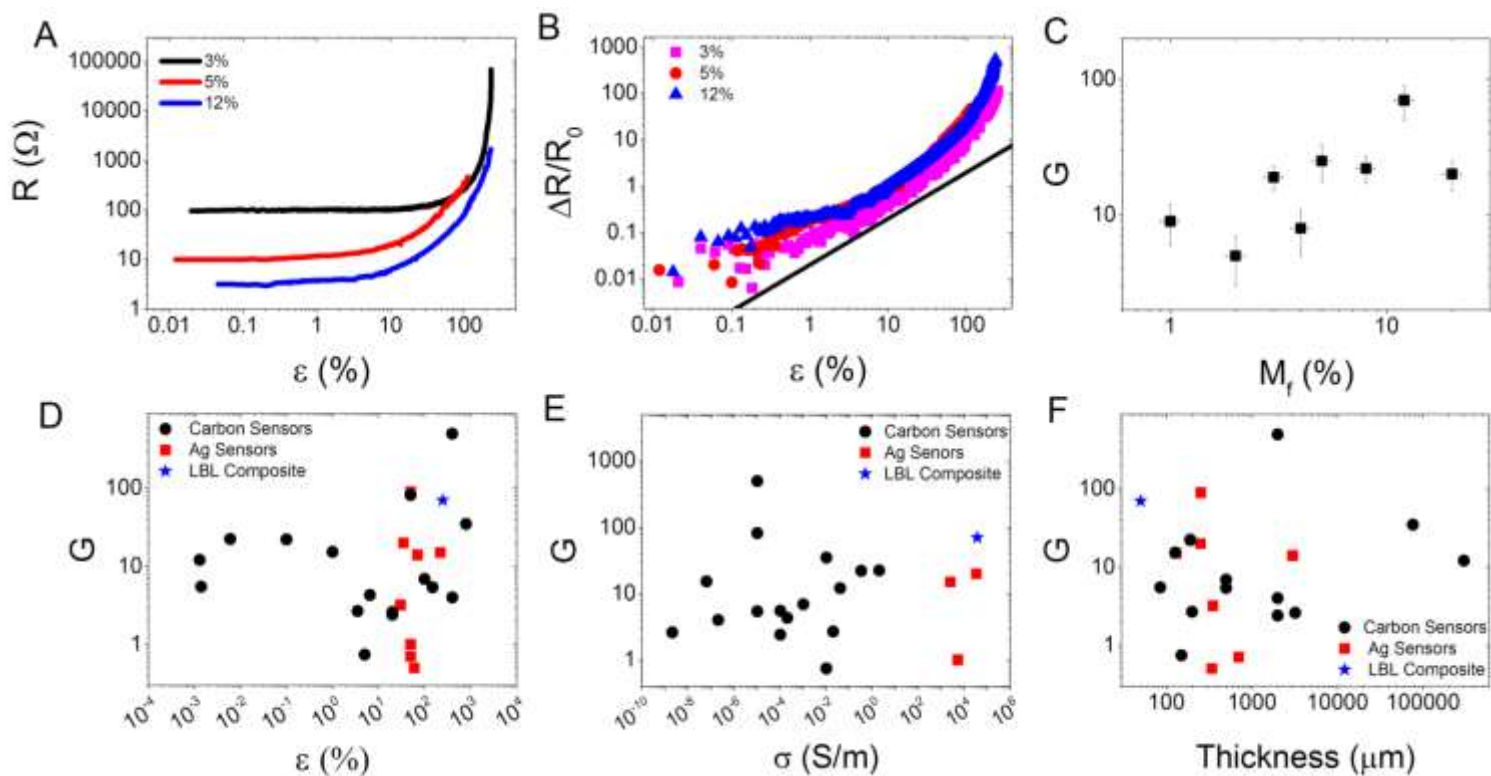 A
100000
10000
1000
100
10
1
R (Ω)
3%
5%
12%
0.01 0.1 1 10 100
ε (%)
B
1000
100
10
1
0.1
0.01
ΔR/R₀
3%
5%
12%
0.01 0.1 1 10 100
ε (%)
C
100
10
G
1 10
M_f (%)
D
Carbon Sensors
Ag Sensors
LBL Composite
100
10
1
G
10⁻⁴ 10⁻³ 10⁻² 10⁻¹ 10⁰ 10¹ 10² 10³ 10⁴
ε (%)
E
Carbon Sensors
Ag Senors
LBL Composite
1000
100
10
1
G
10⁻¹⁰ 10⁻⁸ 10⁻⁶ 10⁻⁴ 10⁻² 10⁰ 10² 10⁴ 10⁶
σ (S/m)
F
100
10
1
G
Carbon Sensors
Ag Sensors
LBL Composite
100 1000 10000 100000
Thickness (μm)